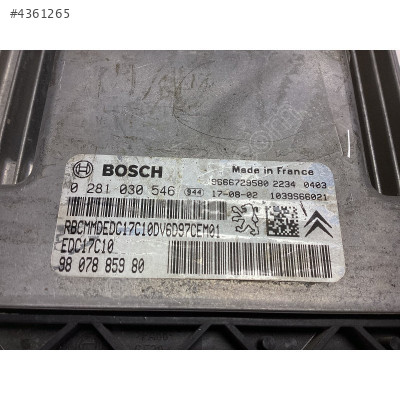 #4361265
BOSCH
Made in France
0 281 030 546 944
9666729580 2234 0403
17-08-02 1039S66021
RBCMMDEDC17C10DV6D97CEM01
EDC17C10
98 078 859 80